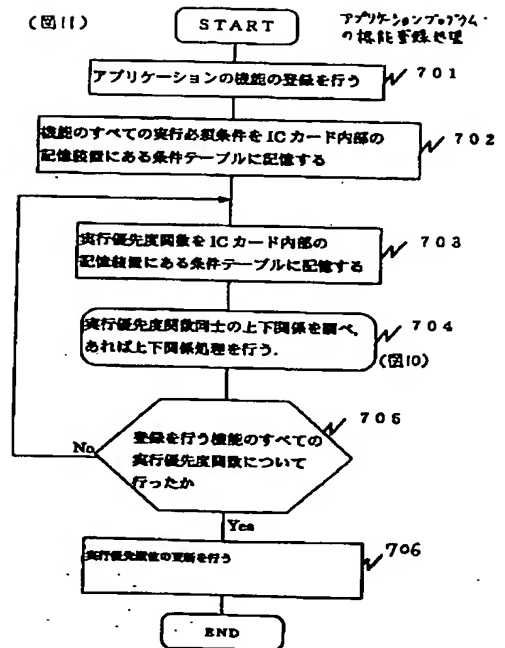 (図11)
START
アプリケーションプログラム・
の機能登録処理
アプリケーションの機能の登録を行う
701
機能のすべての実行必須条件を ICカード内部の
記憶装置にある条件テーブルに記憶する
702
実行優先度関数を ICカード内部の
記憶装置にある条件テーブルに記憶する
703
実行優先度関数同士の上下関係を調べ,
あれば上下関係処理を行う.
704
(図10)
705
登録を行う機能のすべての
実行優先度関数について
行ったか
No
Yes
実行優先度値の更新を行う
706
END